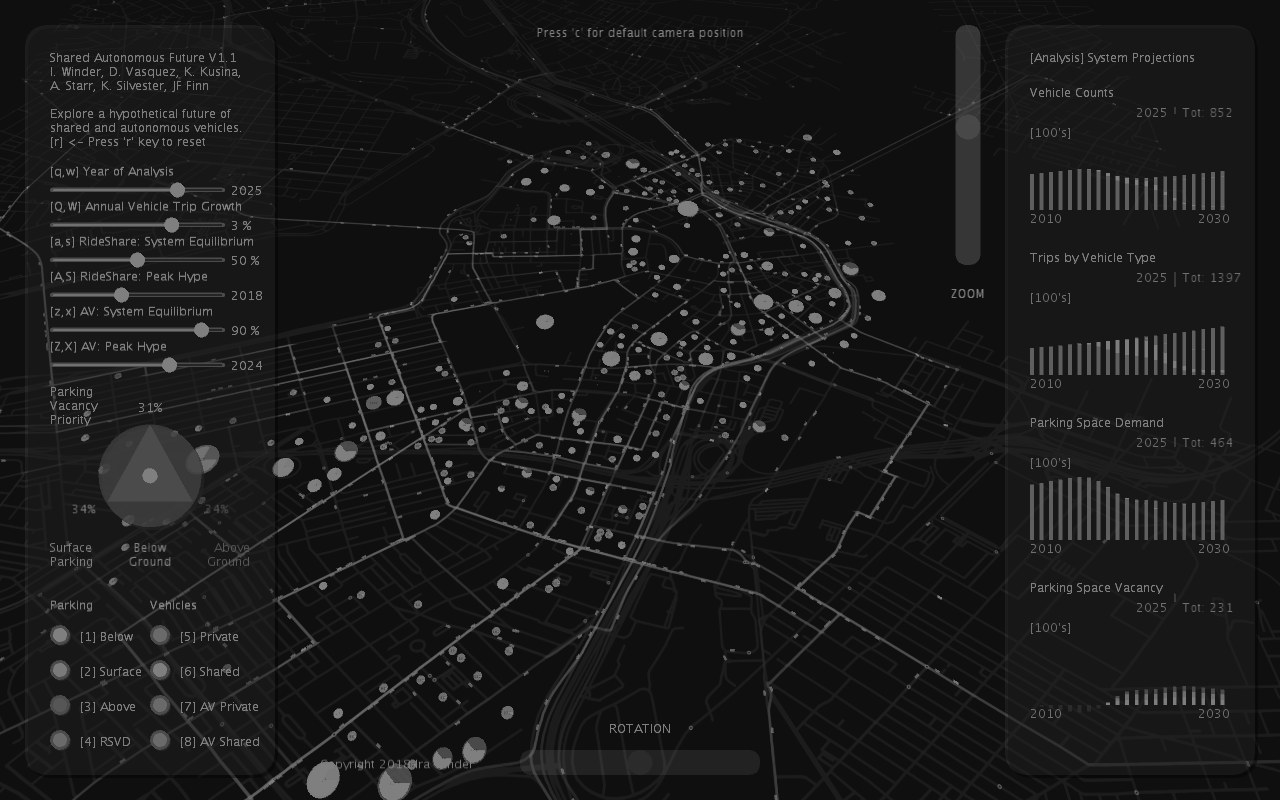 Press 'c' for default camera position
Shared Autonomous Future V1.1
I. Winder, D. Vasquez, K. Kusina,
A. Starr, K. Silvester, JF Finn
Explore a hypothetical future of
shared and autonomous vehicles.
[r] <- Press 'r' key to reset
[q,w] Year of Analysis
2025
[Q,W] Annual Vehicle Trip Growth
3 %
[a,s] RideShare: System Equilibrium
50 %
[A,S] RideShare: Peak Hype
2018
[z,x] AV: System Equilibrium
90 %
[Z,X] AV: Peak Hype
2024
Parking
Vacancy
Priority
31%
34%
34%
Surface
Parking
Below
Ground
Above
Ground
Parking
Vehicles
[1] Below
[5] Private
[2] Surface
[6] Shared
[3] Above
[7] AV Private
[4] RSVD
[8] AV Shared
ZOOM
ROTATION
Copyright 2018 Ira
[Analysis] System Projections
Vehicle Counts
2025 | Tot: 852
[100's]
2010
2030
Trips by Vehicle Type
2025 | Tot: 1397
[100's]
2010
2030
Parking Space Demand
2025 | Tot: 464
[100's]
2010
2030
Parking Space Vacancy
2025 | Tot: 231
[100's]
2010
2030